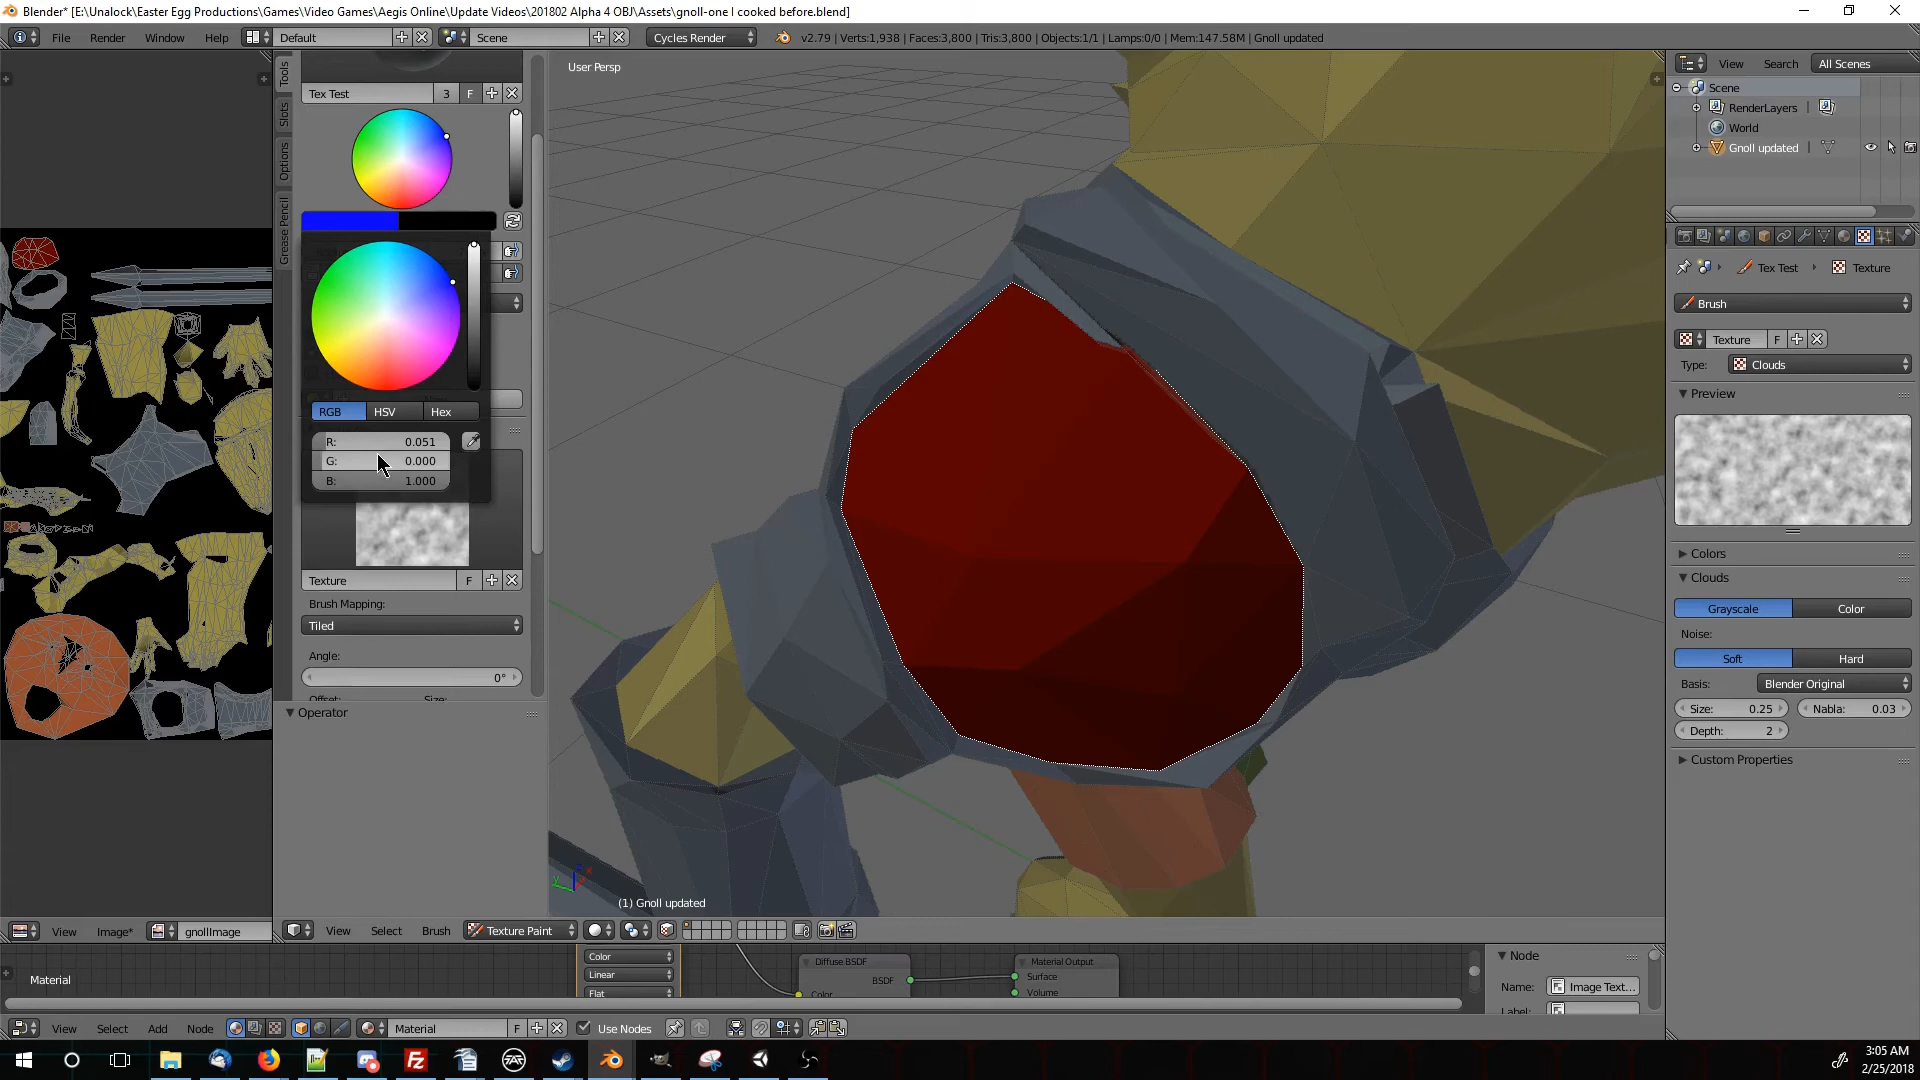 Blender* [E:\Unalock\Easter Egg Productions\Games\Video Games\Aegis Online\Update Videos\201802 Alpha 4 OBJ\Assets\gnoll-one I cooked before.blend]
File Render Window Help Default Scene Cycles Render v2.79 | Verts:1,938 | Faces:3,800 | Tris:3,800 | Objects:1/1 | Lamps:0/0 | Mem:147.58M | Gnoll updated
Tools
Slots
Options
Grease Pencil
Tex Test 3 F
RGB HSV Hex
R: 0.051
G: 0.000
B: 1.000
Texture F
Brush Mapping:
Tiled
Angle:
0°
Offset: Size:
Operator
User Persp
(1) Gnoll updated
View Search All Scenes
Scene
RenderLayers
World
Gnoll updated
Tex Test Texture
Brush
Texture F
Type: Clouds
Preview
Colors
Clouds
Grayscale Color
Noise:
Soft Hard
Basis: Blender Original
Size: 0.25 Nabla: 0.03
Depth: 2
Custom Properties
View Image* gnollImage
View Select Brush Texture Paint
Material
Color
Linear
Flat
Diffuse BSDF
BSDF
Color
Material Output
Surface
Volume
Node
Name: Image Text...
Label:
View Select Add Node Material F Use Nodes
3:05 AM
2/25/2018